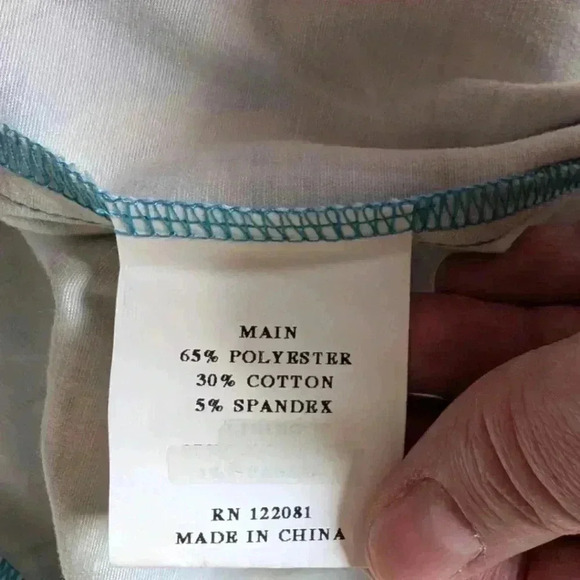 MAIN
65% POLYESTER
30% COTTON
5% SPANDEX
RN 122081
MADE IN CHINA